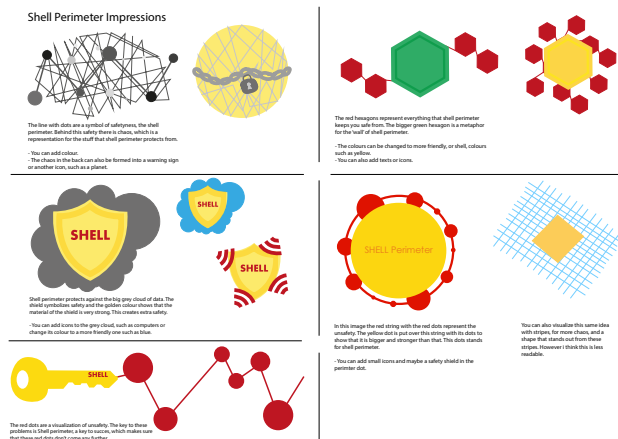 Shell Perimeter Impressions
The line with dots are a symbol of safetyness, the shell
perimeter. Behind this safety there is chaos, which is a
representation for the stuff that shell perimeter protects from.
- You can add colour.
- The chaos in the back can also be formed into a warning sign
or another icon, such as a planet.
The red hexagons represent everything that shell perimeter
keeps you safe from. The bigger green hexagon is a metaphor
for the 'wall' of shell perimeter.
- The colours can be changed to more friendly, or shell, colours
such as yellow.
- You can also add texts or icons.
SHELL
SHELL
SHELL
Shell perimeter protects against the big grey cloud of data. The
shield symbolizes safety and the golden colour shows that the
material of the shield is very strong. This creates extra safety.
- You can add icons to the grey cloud, such as computers or
change its colour to a more friendly one such as blue.
SHELL Perimeter
In this image the red string with the red dots represent the
unsafety. The yellow dot is put over this string with its dots to
show that it is bigger and stronger than that. This dots stands
for shell perimeter.
- You can add small icons and maybe a safety shield in the
perimter dot.
You can also visualize this same idea
with stripes, for more chaos, and a
shape that stands out from these
stripes. However i think this is less
readable.
SHELL
The red dots are a visualization of unsafety. The key to these
problems is Shell perimeter, a key to succes, which makes sure
that these red dots don't come any further.